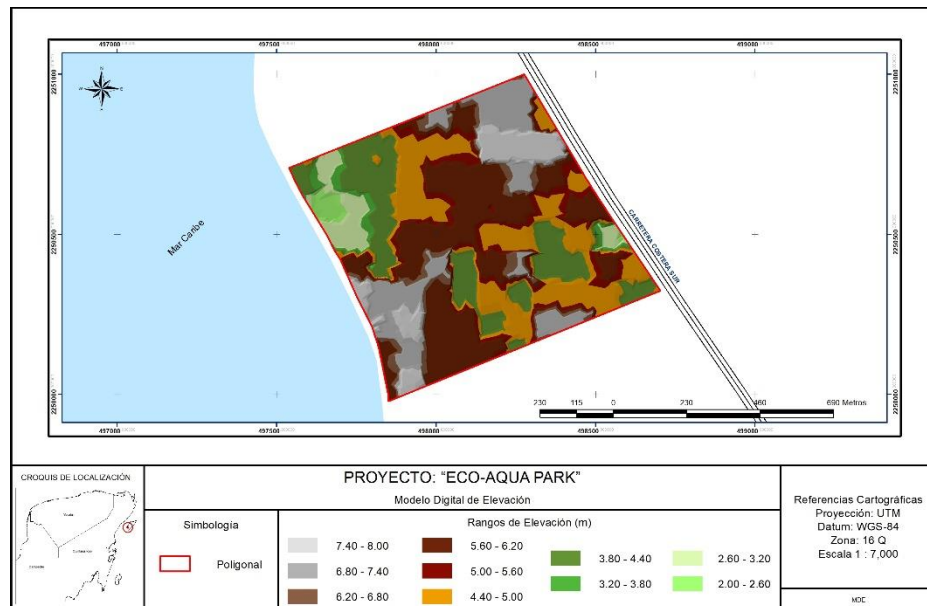 497000 497500 498000 498500 499000
2251000 2251000
N
W E
S
Mar Caribe
CARRETERA COSTERA SUR
2250500 2250500
2250000 2250000
230 115 0 230 460 690 Metros
497000 497500 498000 498500 499000
CROQUIS DE LOCALIZACIÓN
PROYECTO: “ECO-AQUA PARK”
Modelo Digital de Elevación
Simbología
Poligonal
Rangos de Elevación (m)
7.40 - 8.00
6.80 - 7.40
6.20 - 6.80
5.60 - 6.20
5.00 - 5.60
4.40 - 5.00
3.80 - 4.40
3.20 - 3.80
2.60 - 3.20
2.00 - 2.60
Referencias Cartográficas
Proyección: UTM
Datum: WGS-84
Zona: 16 Q
Escala 1 : 7,000
MDE